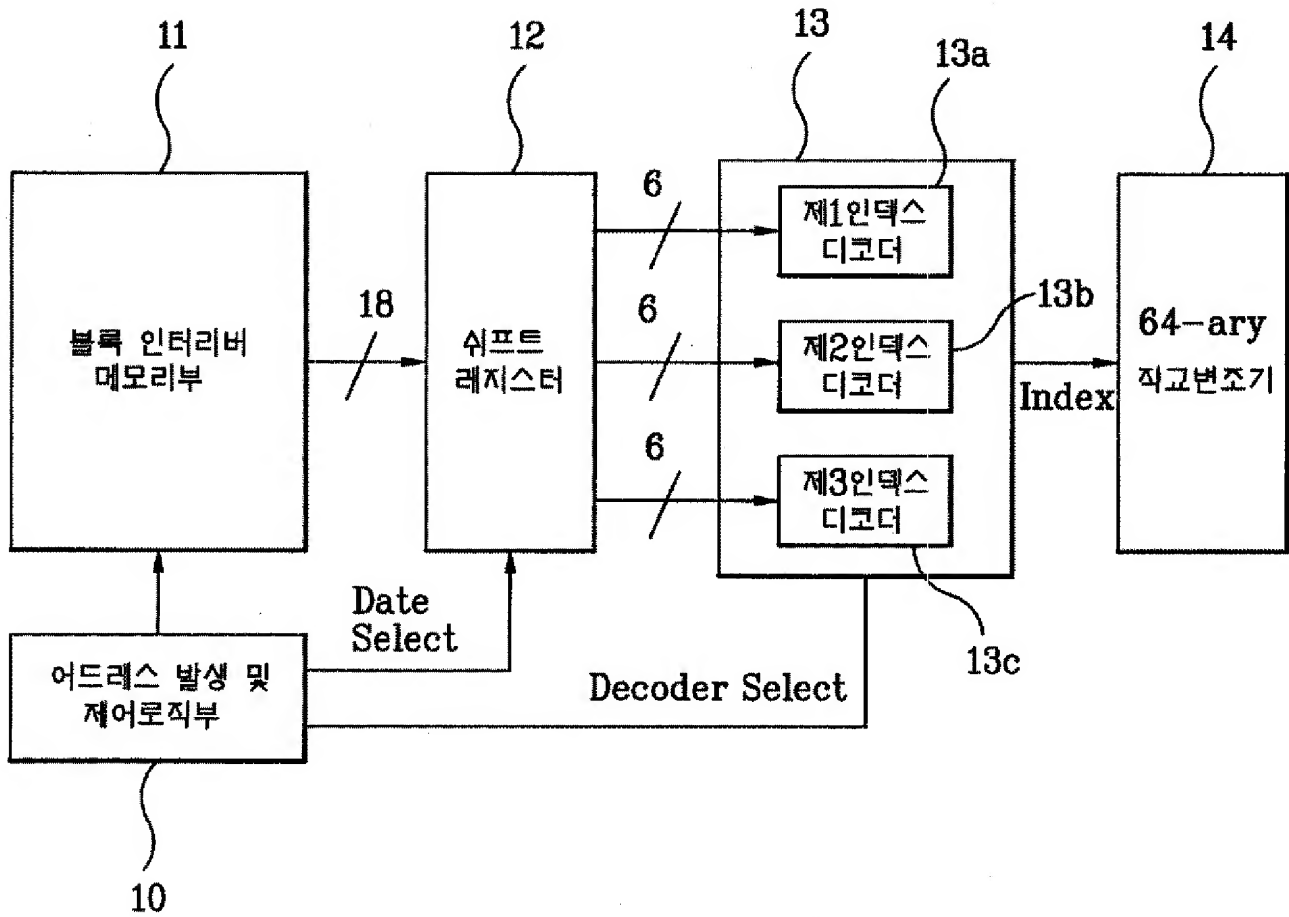 11
12
13
13a
14
블록 인터리버
메모리부
18
쉬프트
레지스터
6
6
6
제1인덱스
디코더
제2인덱스
디코더
13b
제3인덱스
디코더
13c
Index
64-ary
직교변조기
어드레스 발생 및
제어로직부
Date
Select
Decoder Select
10